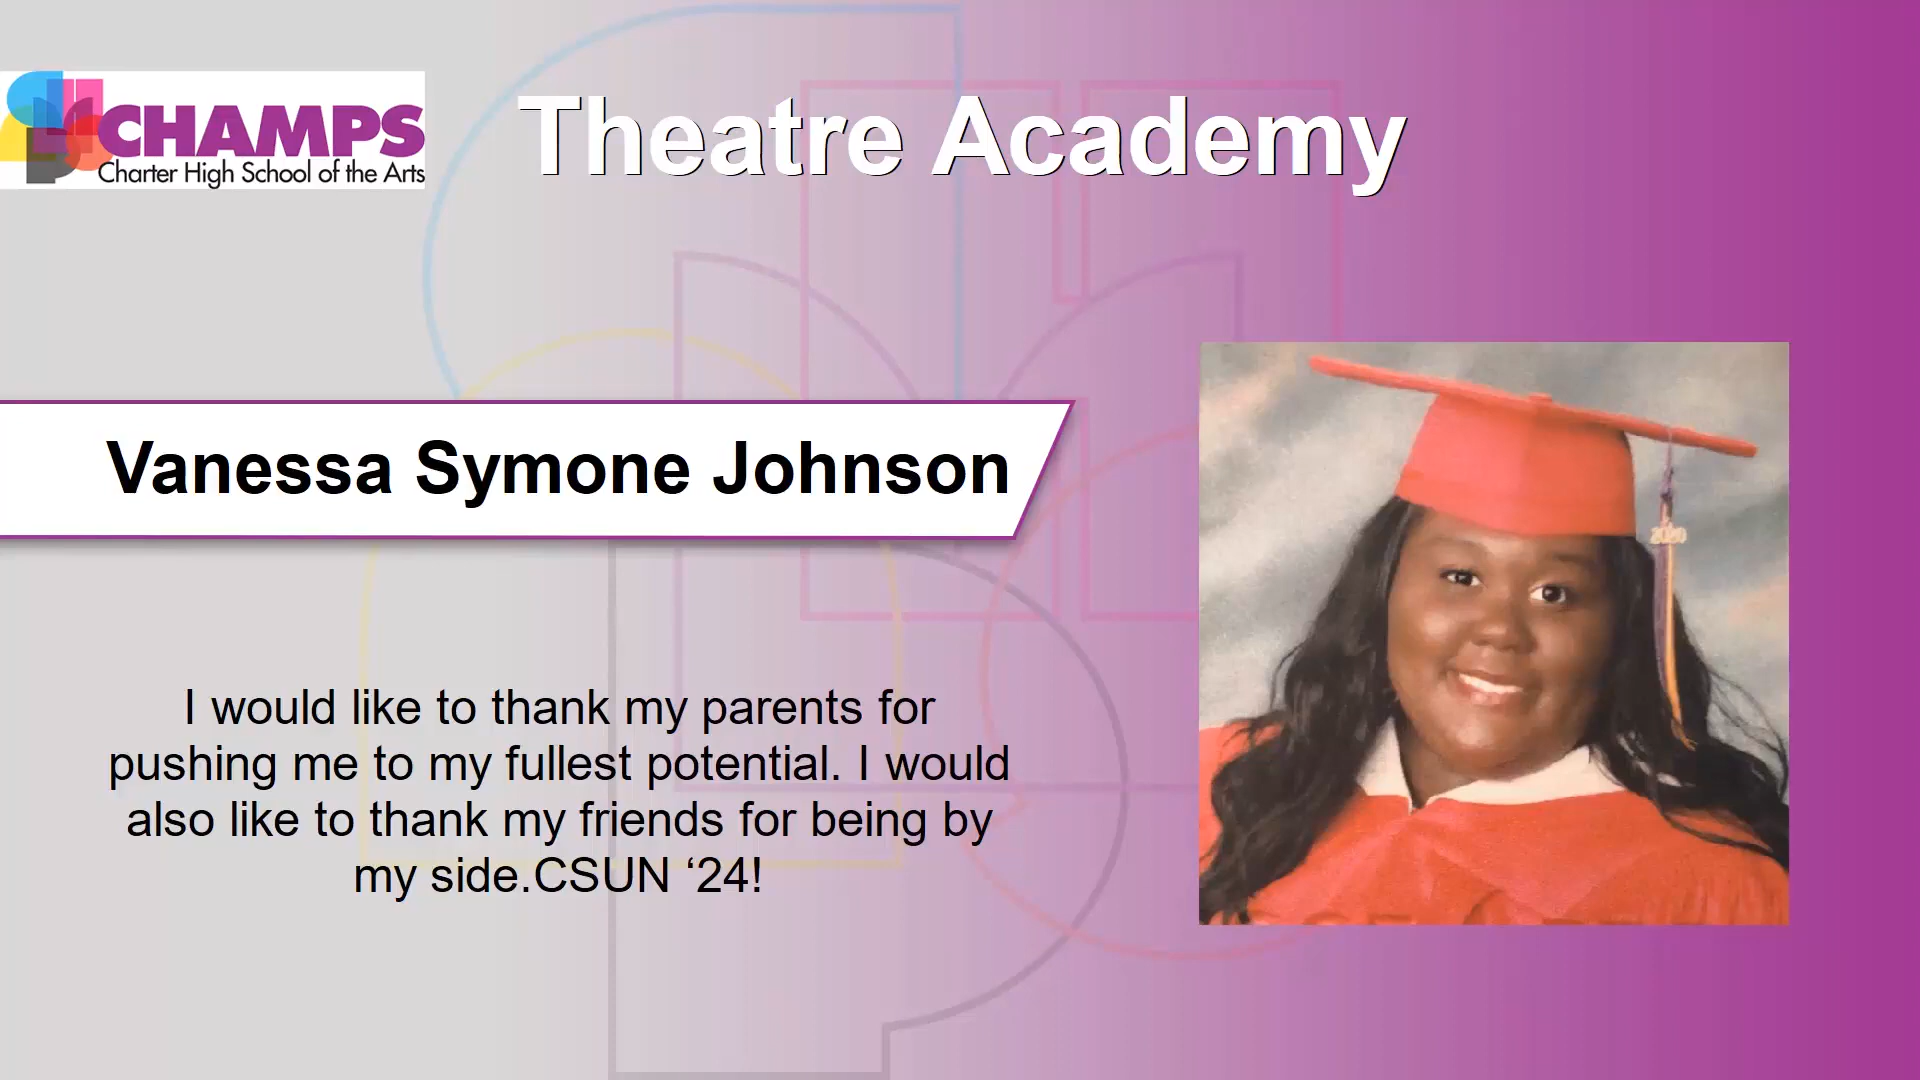 CHAMPS
Charter High School of the Arts
Theatre Academy
Vanessa Symone Johnson
I would like to thank my parents for
pushing me to my fullest potential. I would
also like to thank my friends for being by
my side.CSUN ‘24!
2020